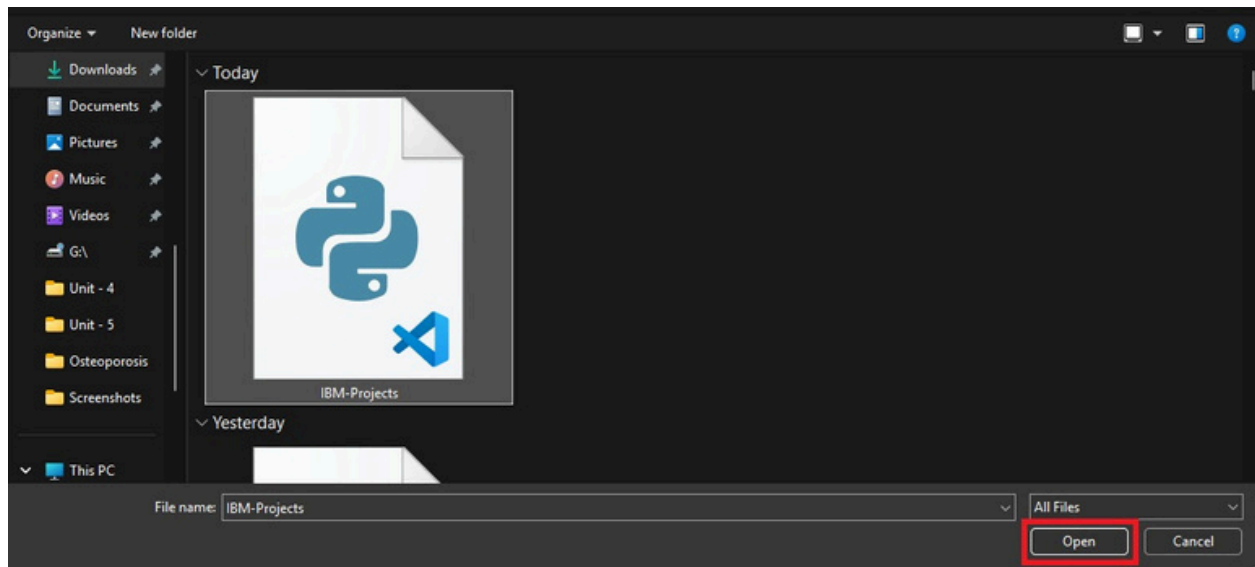 Organize
New folder
Downloads
Documents
Pictures
Music
Videos
G:\
Unit - 4
Unit - 5
Osteoporosis
Screenshots
This PC
Today
IBM-Projects
Yesterday
File name:
IBM-Projects
All Files
Open
Cancel